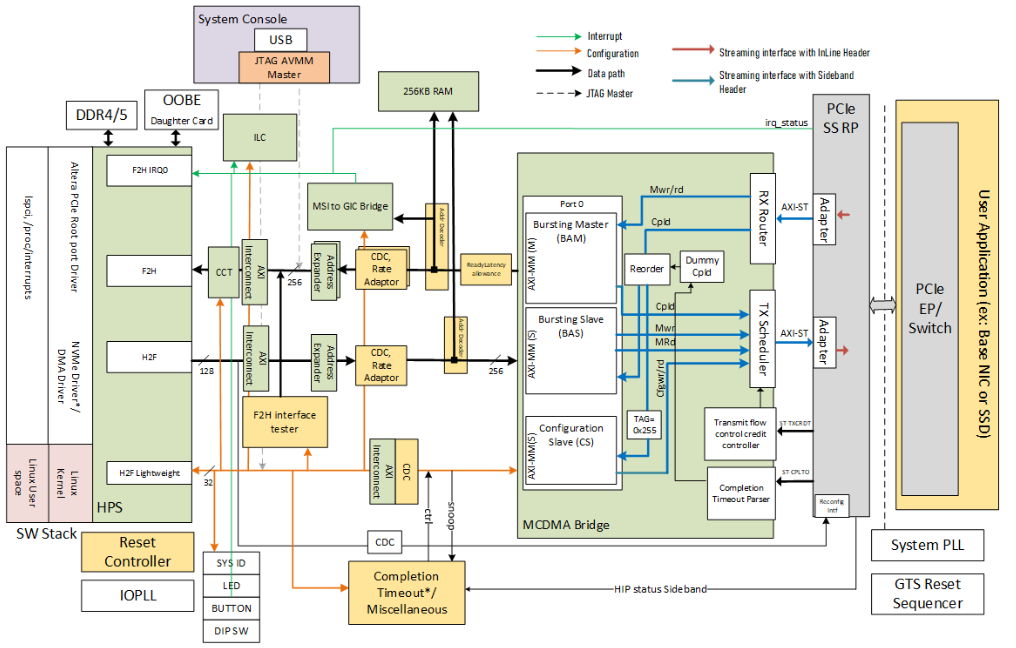 System Console
USB
JTAG AVMM
Master
Interrupt
Configuration
Data path
JTAG Master
Streaming interface with InLine Header
Streaming interface with Sideband
Header
DDR4/5
OOBE
Daughter Card
256KB RAM
ILC
irq_status
PCIe
SS RP
lspci, /proc/interrupts
Altera PCIe Root port Driver
NVMe Driver*/
DMA Driver
Linux User
space
Linux
Kernel
SW Stack
F2H IRQ0
F2H
H2F
H2F Lightweight
HPS
MSI to GIC Bridge
CCT
AXI
Interconnect
256
Address
Expander
CDC,
Rate
Adaptor
Addr Decoder
ReadyLatency
allowance
128
AXI
Interconnect
Address
Expander
CDC,
Rate
Adaptor
Addr Decoder
256
F2H interface
tester
32
AXI
Interconnect
CDC
ctrl
snoop
Port 0
Bursting Master
(BAM)
AXI-MM (M)
Bursting Slave
(BAS)
AXI-MM (S)
Configuration
Slave (CS)
AXI-MM(S)
MCDMA Bridge
Mwr/rd
Cpld
Reorder
Dummy
Cpld
Cpld
Mwr
MRd
Cfgwr/rd
TAG=
0x255
RX
Router
TX
Scheduler
AXI-ST
AXI-ST
Adapter
Adapter
Transmit flow
control credit
controller
ST TXCRDT
Completion
Timeout Parser
ST CPLTO
Reconfig
Intf
PCIe
EP/
Switch
User Application (ex: Base NIC or SSD)
Reset
Controller
IOPLL
SYS ID
LED
BUTTON
DIP SW
CDC
Completion
Timeout*/
Miscellaneous
HIP status Sideband
System PLL
GTS Reset
Sequencer